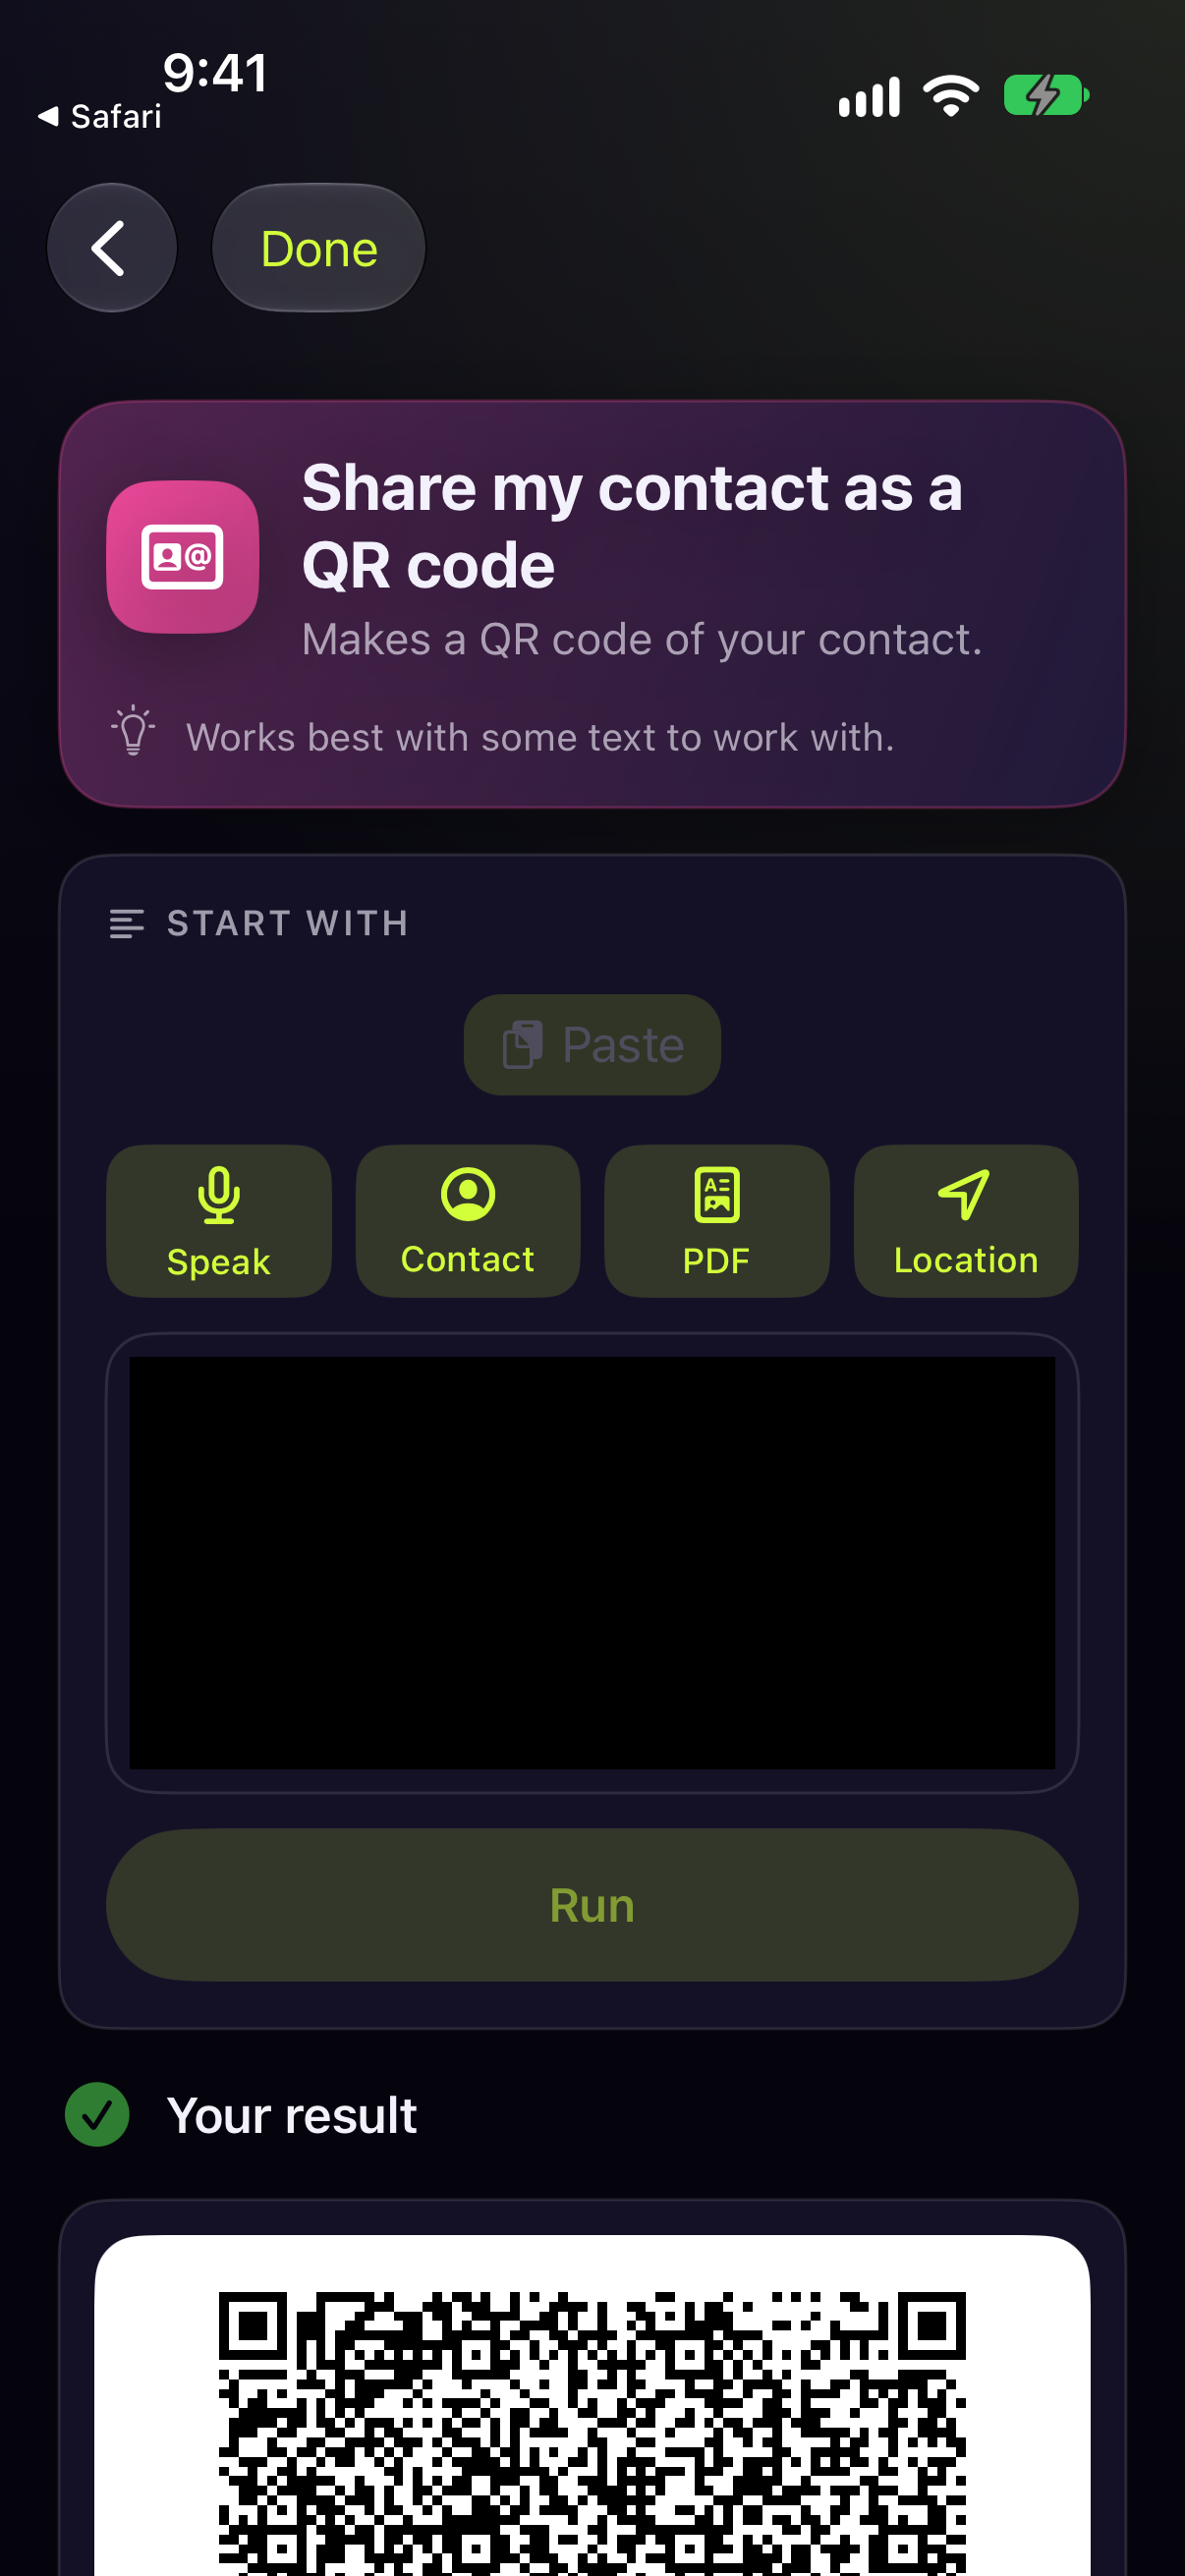 9:41
Safari
Done
Share my contact as a
QR code
Makes a QR code of your contact.
Works best with some text to work with.
START WITH
Paste
Speak
Contact
PDF
Location
Run
Your result